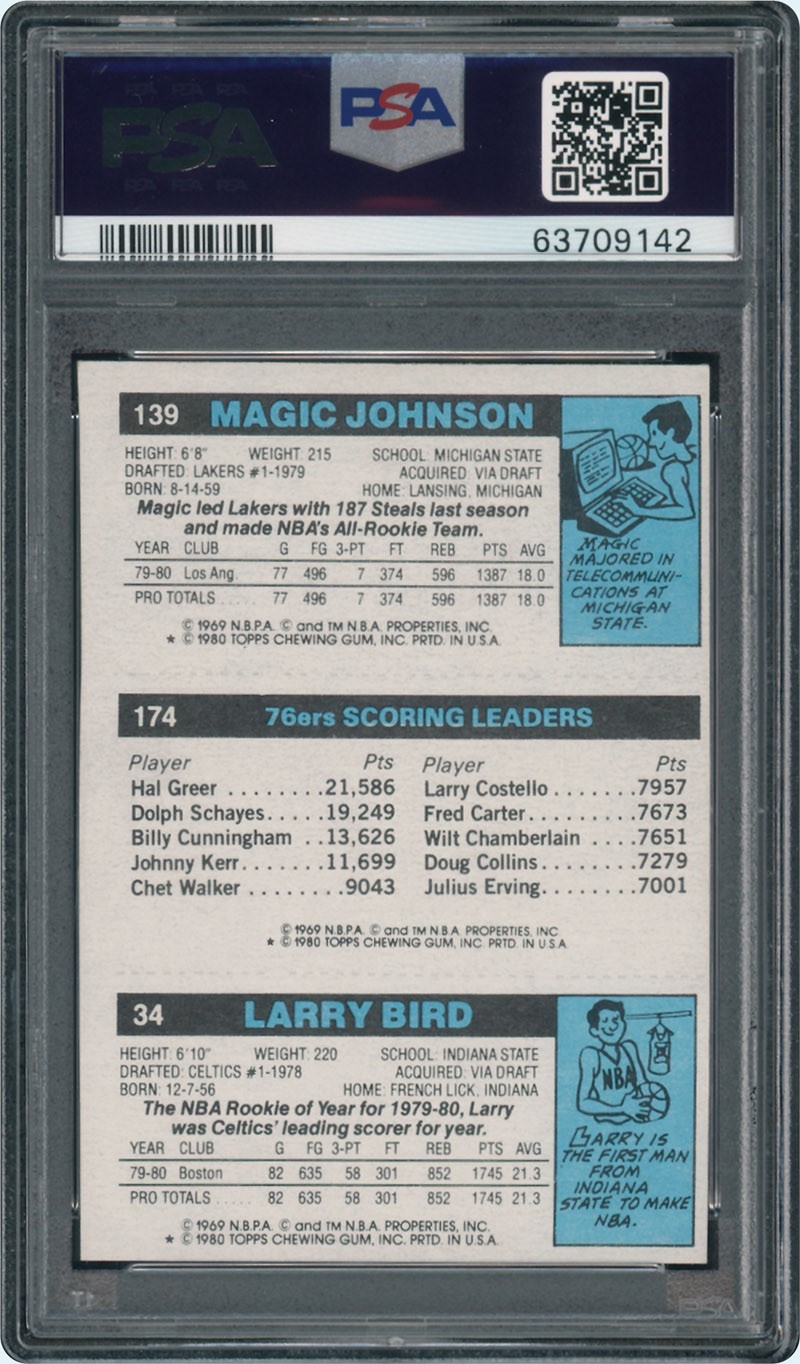 PSA PSA PSA
PSA
PSA PSA PSA
PSA
63709142
139 MAGIC JOHNSON
HEIGHT: 6'8" WEIGHT: 215 SCHOOL: MICHIGAN STATE
DRAFTED: LAKERS #1-1979 ACQUIRED: VIA DRAFT
BORN: 8-14-59 HOME: LANSING, MICHIGAN
Magic led Lakers with 187 Steals last season
and made NBA's All-Rookie Team.
YEAR CLUB G FG 3-PT FT REB PTS AVG
79-80 Los Ang. 77 496 7 374 596 1387 18.0
PRO TOTALS ..... 77 496 7 374 596 1387 18.0
© 1969 N.B.P.A. © and TM N.B.A. PROPERTIES, INC.
★ © 1980 TOPPS CHEWING GUM, INC. PRTD. IN U.S.A.
MAGIC
MAJORED IN
TELECOMMUNI-
CATIONS AT
MICHIGAN
STATE.
174 76ers SCORING LEADERS
Player Pts Player Pts
Hal Greer ........21,586 Larry Costello .......7957
Dolph Schayes.....19,249 Fred Carter.........7673
Billy Cunningham ..13,626 Wilt Chamberlain ....7651
Johnny Kerr.......11,699 Doug Collins........7279
Chet Walker ........9043 Julius Erving........7001
© 1969 N.B.P.A. © and TM N.B.A. PROPERTIES, INC.
★ © 1980 TOPPS CHEWING GUM, INC. PRTD. IN U.S.A.
34 LARRY BIRD
HEIGHT: 6'10" WEIGHT: 220 SCHOOL: INDIANA STATE
DRAFTED: CELTICS #1-1978 ACQUIRED: VIA DRAFT
BORN: 12-7-56 HOME: FRENCH LICK, INDIANA
The NBA Rookie of Year for 1979-80, Larry
was Celtics' leading scorer for year.
YEAR CLUB G FG 3-PT FT REB PTS AVG
79-80 Boston 82 635 58 301 852 1745 21.3
PRO TOTALS ..... 82 635 58 301 852 1745 21.3
© 1969 N.B.P.A. © and TM N.B.A. PROPERTIES, INC.
★ © 1980 TOPPS CHEWING GUM, INC. PRTD. IN U.S.A.
NBA
LARRY IS
THE FIRST MAN
FROM
INDIANA
STATE TO MAKE
NBA.
PSA